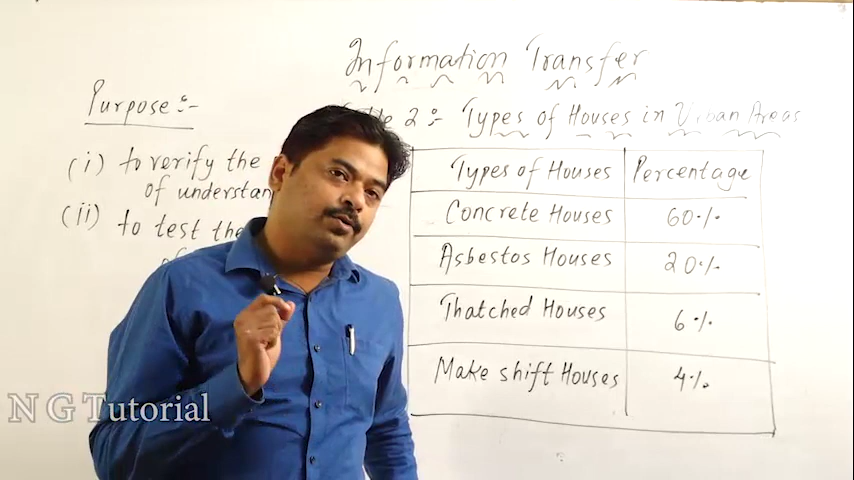 Information Transfer
Purpose :-
2 :- Types of Houses in Urban Areas
(i) to verify the
of understan
(ii) to test the
Types of Houses Percentage
Concrete Houses 60%
Asbestos Houses 20%
Thatched Houses 6%
Make shift Houses 4%
N G Tutorial